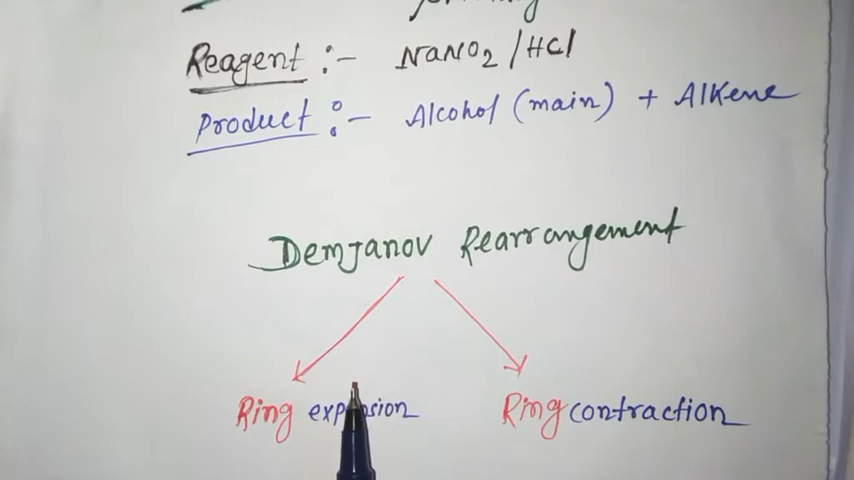 Reagent :- NaNO2/HCl
Product :- Alcohol (main) + Alkene
Demjanov Rearrangement
Ring expansion
Ring contraction